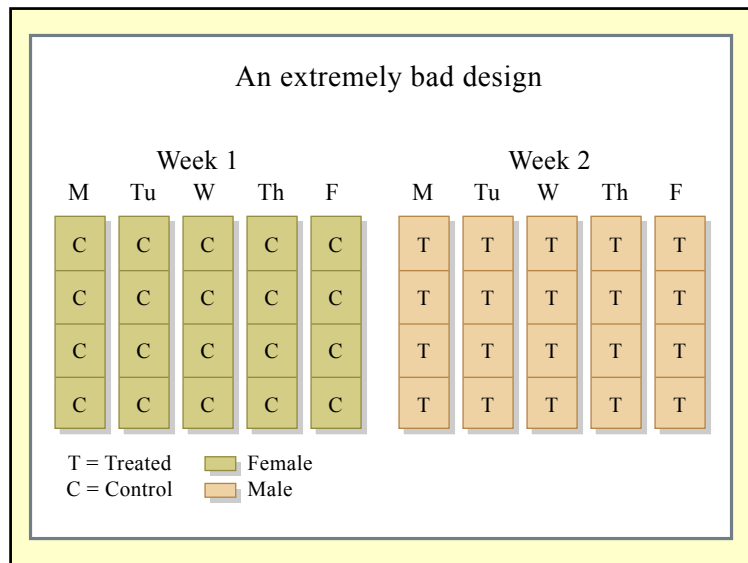 An extremely bad design
Week 1 Week 2
M Tu W Th F M Tu W Th F
C C C C C T T T T T
C C C C C T T T T T
C C C C C T T T T T
C C C C C T T T T T
T = Treated Female
C = Control Male